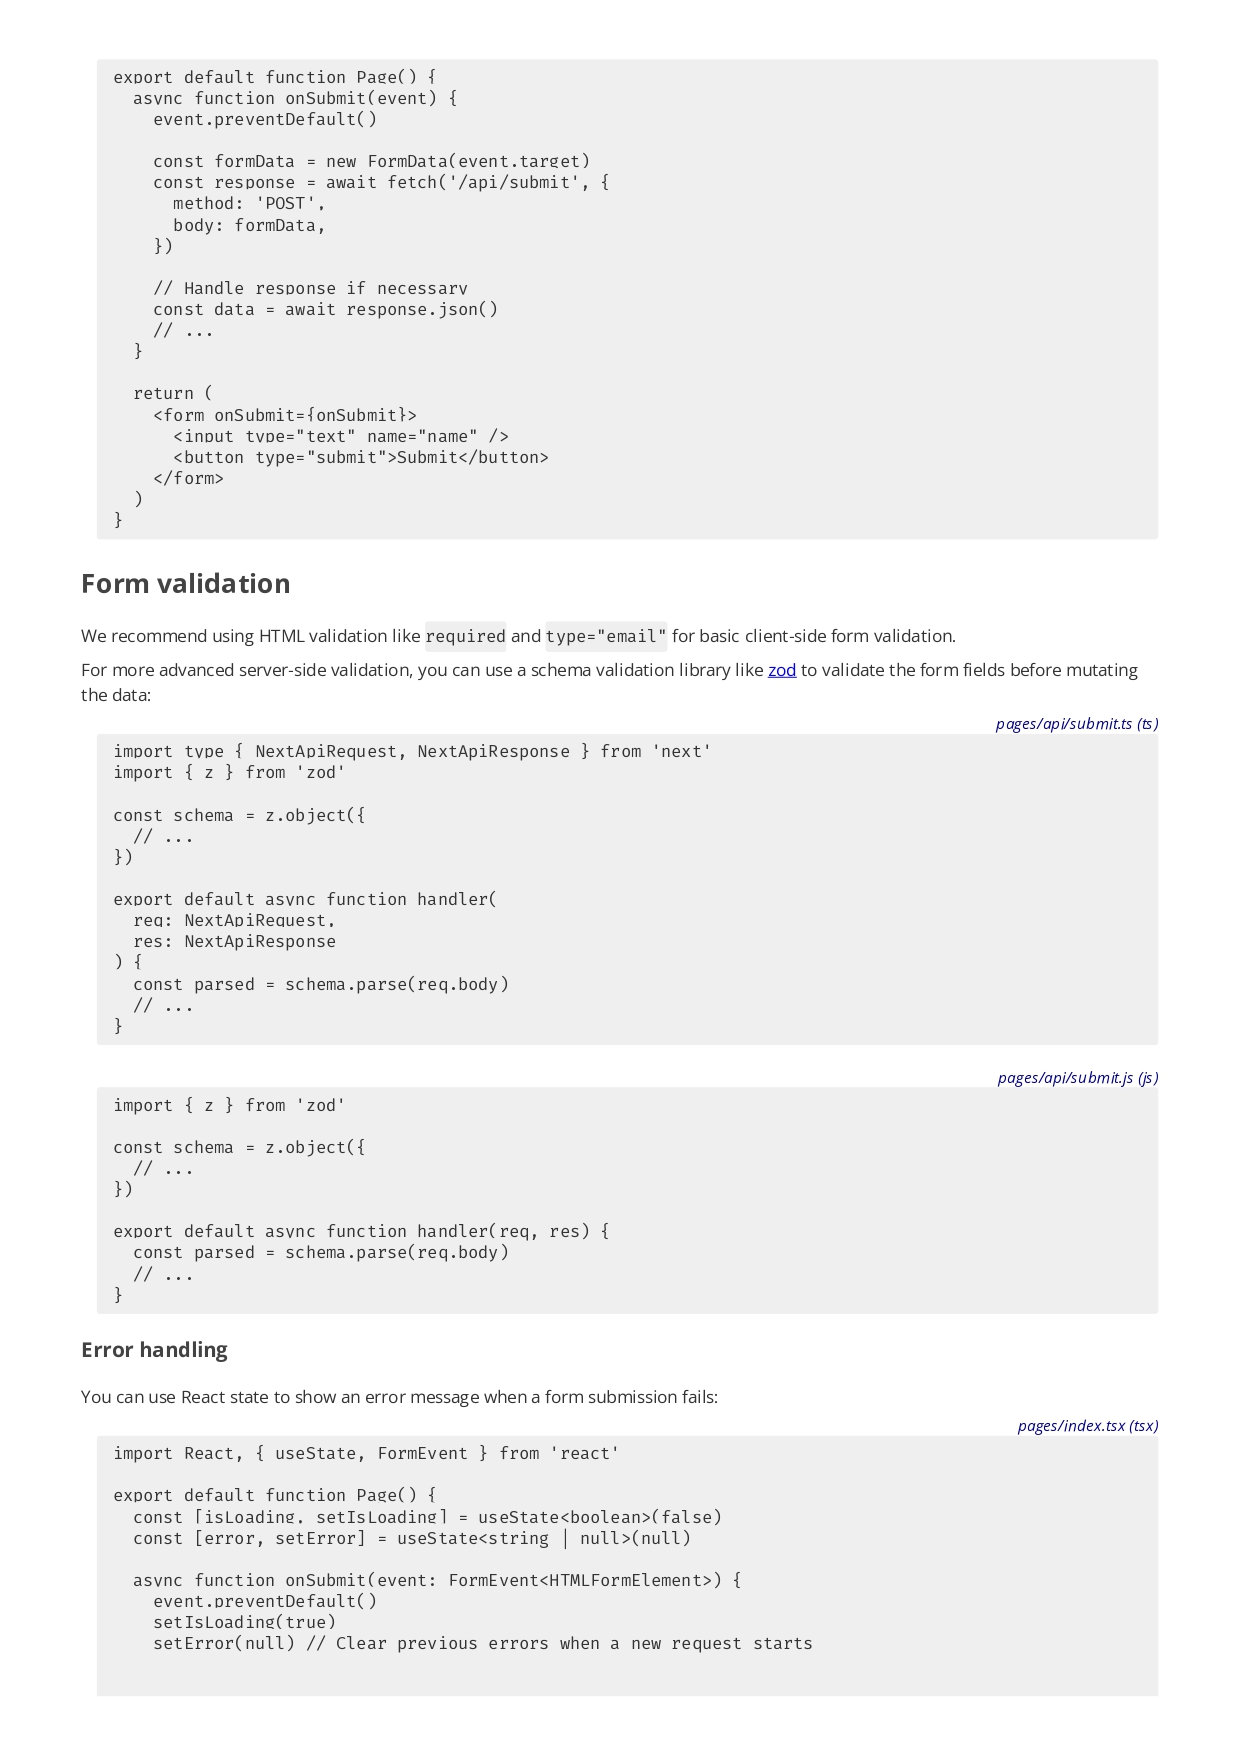 export default function Page() {
  async function onSubmit(event) {
    event.preventDefault()

    const formData = new FormData(event.target)
    const response = await fetch('/api/submit', {
      method: 'POST',
      body: formData,
    })

    // Handle response if necessary
    const data = await response.json()
    // ...
  }

  return (
    <form onSubmit={onSubmit}>
      <input type="text" name="name" />
      <button type="submit">Submit</button>
    </form>
  )
}
Form validation
We recommend using HTML validation like required and type="email" for basic client-side form validation.
For more advanced server-side validation, you can use a schema validation library like zod to validate the form fields before mutating
the data:
pages/api/submit.ts (ts)
import type { NextApiRequest, NextApiResponse } from 'next'
import { z } from 'zod'

const schema = z.object({
  // ...
})

export default async function handler(
  req: NextApiRequest,
  res: NextApiResponse
) {
  const parsed = schema.parse(req.body)
  // ...
}
pages/api/submit.js (js)
import { z } from 'zod'

const schema = z.object({
  // ...
})

export default async function handler(req, res) {
  const parsed = schema.parse(req.body)
  // ...
}
Error handling
You can use React state to show an error message when a form submission fails:
pages/index.tsx (tsx)
import React, { useState, FormEvent } from 'react'

export default function Page() {
  const [isLoading, setIsLoading] = useState<boolean>(false)
  const [error, setError] = useState<string | null>(null)

  async function onSubmit(event: FormEvent<HTMLFormElement>) {
    event.preventDefault()
    setIsLoading(true)
    setError(null) // Clear previous errors when a new request starts